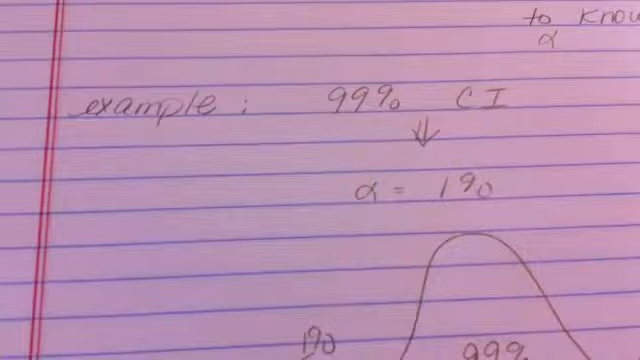 to know
α
example : 99% CI
⇓
α = 1%
1%
99%